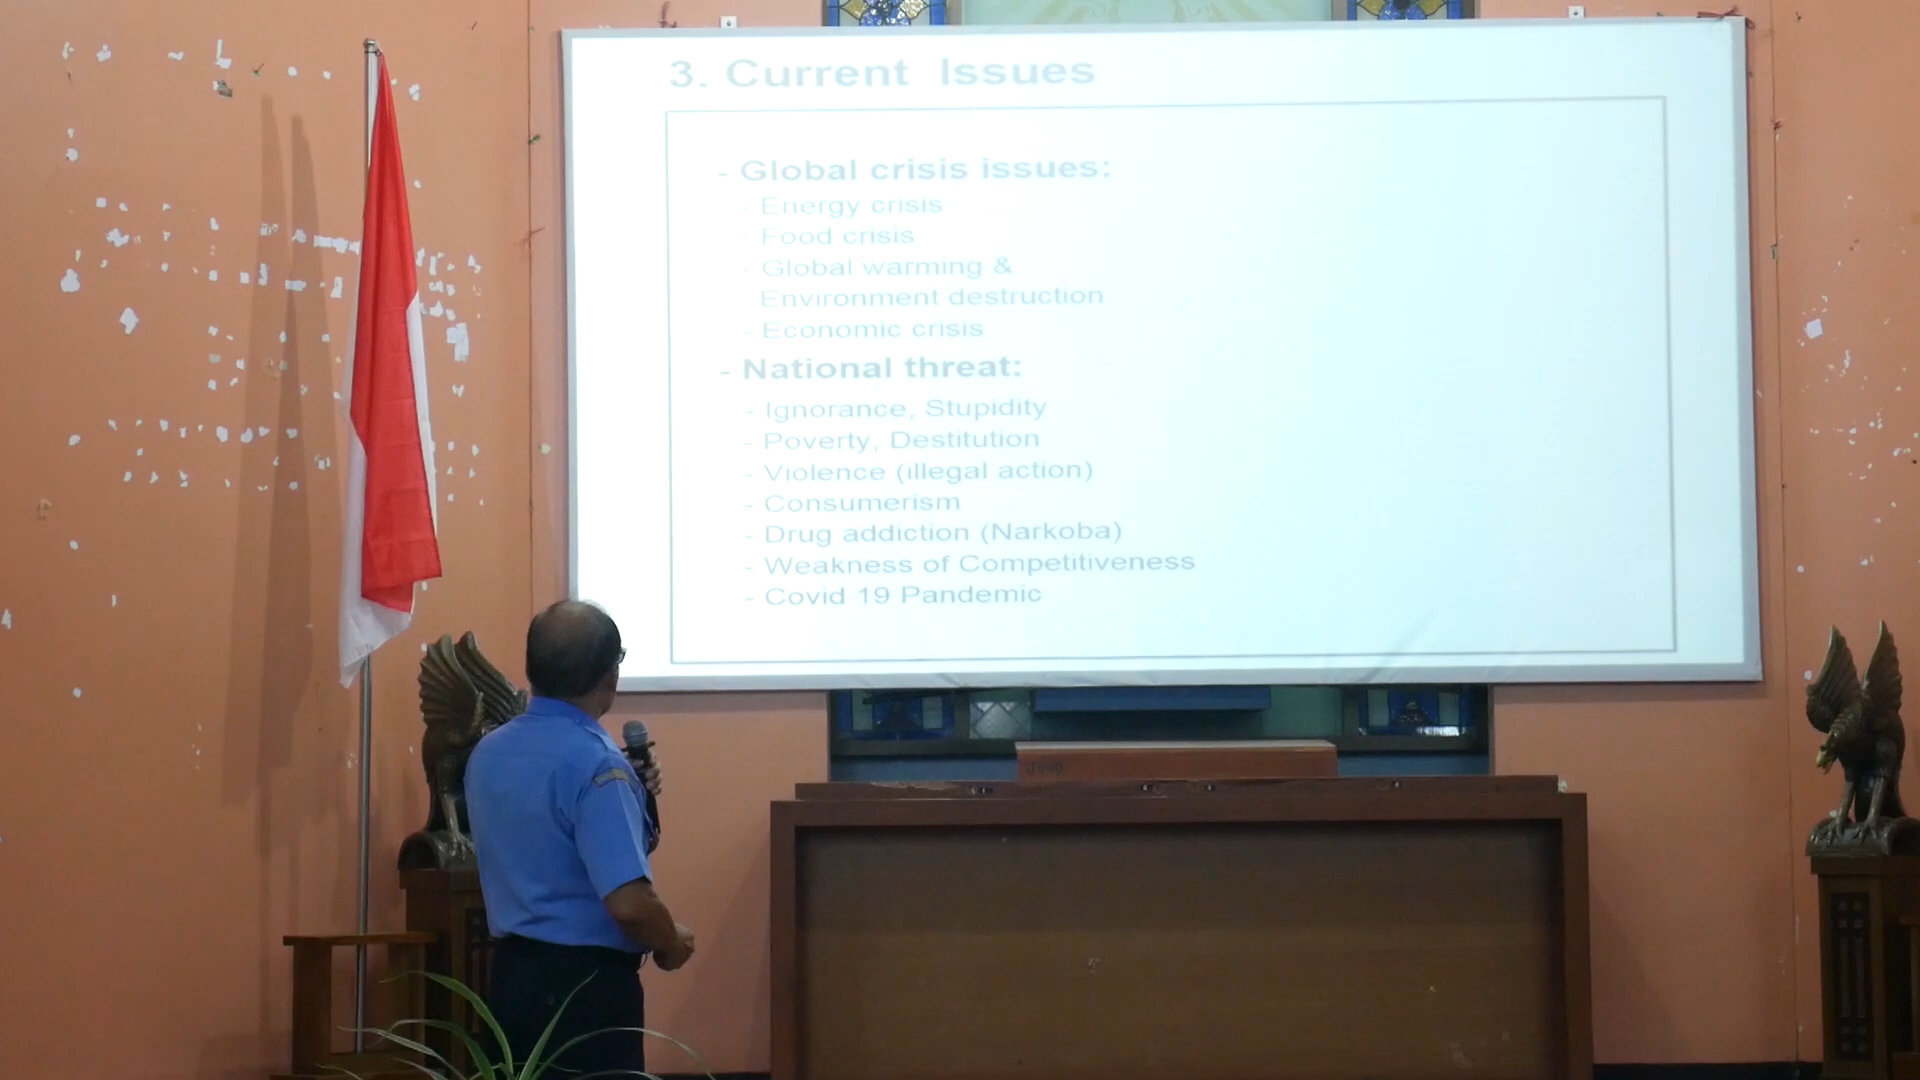 3. Current Issues
- Global crisis issues:
- Energy crisis
- Food crisis
- Global warming &
Environment destruction
- Economic crisis
- National threat:
- Ignorance, Stupidity
- Poverty, Destitution
- Violence (illegal action)
- Consumerism
- Drug addiction (Narkoba)
- Weakness of Competitiveness
- Covid 19 Pandemic